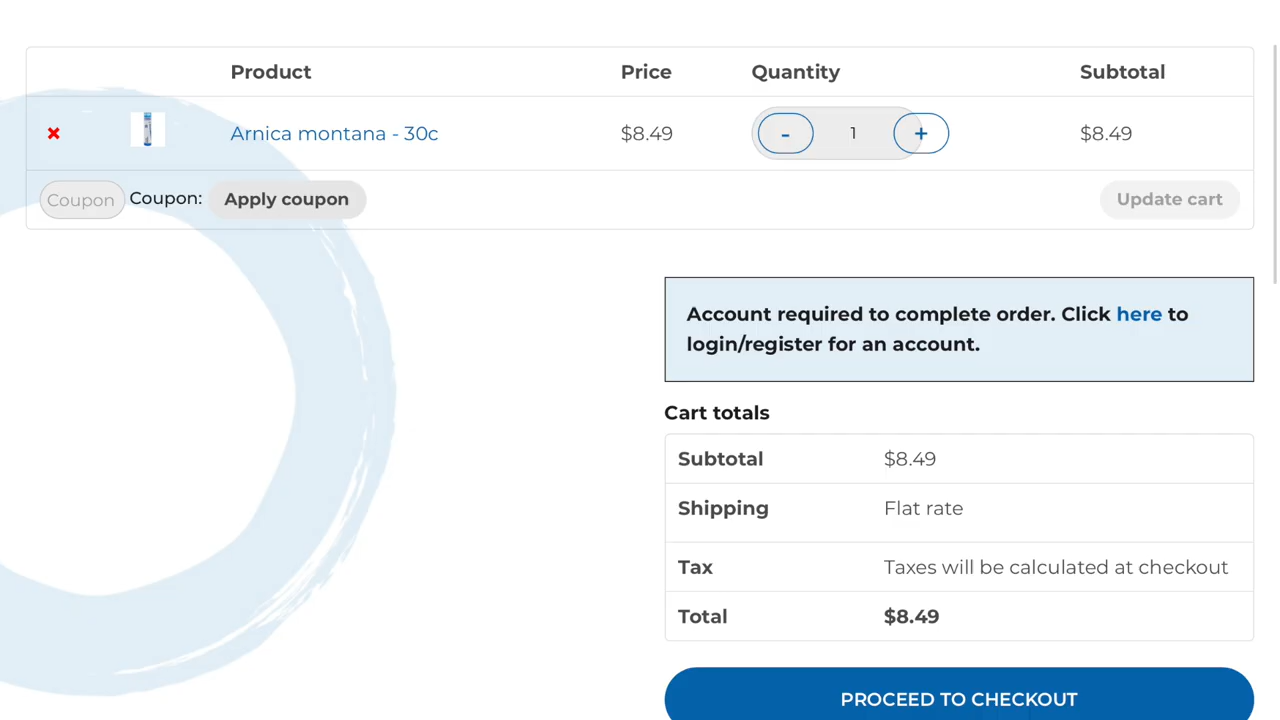 Product Price Quantity Subtotal
Arnica montana - 30c $8.49 - 1 + $8.49
Coupon Coupon: Apply coupon Update cart
Account required to complete order. Click here to
login/register for an account.
Cart totals
Subtotal $8.49
Shipping Flat rate
Tax Taxes will be calculated at checkout
Total $8.49
PROCEED TO CHECKOUT